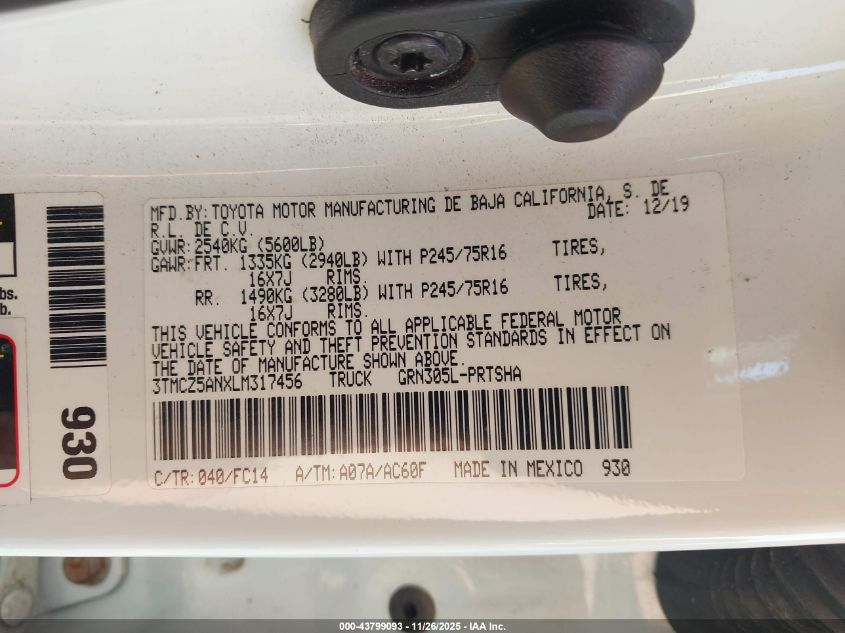 MFD.BY:TOYOTA MOTOR MANUFACTURING DE BAJA CALIFORNIA, S. DE
R.L. DE C.V. DATE: 12/19
GVWR:2540KG (5600LB)
GAWR:FRT. 1335KG (2940LB) WITH P245/75R16 TIRES,
16X7J RIMS.
RR. 1490KG (3280LB) WITH P245/75R16 TIRES,
16X7J RIMS.
THIS VEHICLE CONFORMS TO ALL APPLICABLE FEDERAL MOTOR
VEHICLE SAFETY AND THEFT PREVENTION STANDARDS IN EFFECT ON
THE DATE OF MANUFACTURE SHOWN ABOVE.
3TMCZ5ANXLM317456 TRUCK GRN305L-PRTSHA
C/TR:040/FC14 A/TM:A07A/AC60F MADE IN MEXICO 930
930
bs.
b.
000-43799093 - 11/26/2025 - IAA Inc.